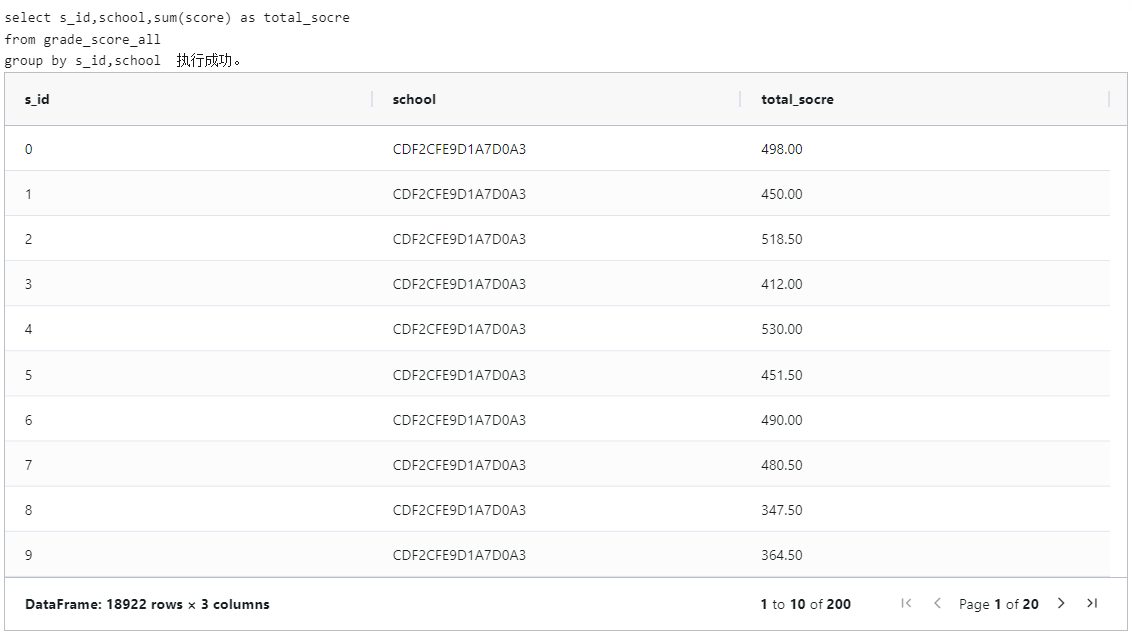 select s_id,school,sum(score) as total_socre
from grade_score_all
group by s_id,school  执行成功。
s_id school total_socre
0 CDF2CFE9D1A7D0A3 498.00
1 CDF2CFE9D1A7D0A3 450.00
2 CDF2CFE9D1A7D0A3 518.50
3 CDF2CFE9D1A7D0A3 412.00
4 CDF2CFE9D1A7D0A3 530.00
5 CDF2CFE9D1A7D0A3 451.50
6 CDF2CFE9D1A7D0A3 490.00
7 CDF2CFE9D1A7D0A3 480.50
8 CDF2CFE9D1A7D0A3 347.50
9 CDF2CFE9D1A7D0A3 364.50
DataFrame: 18922 rows × 3 columns 1 to 10 of 200 Page 1 of 20